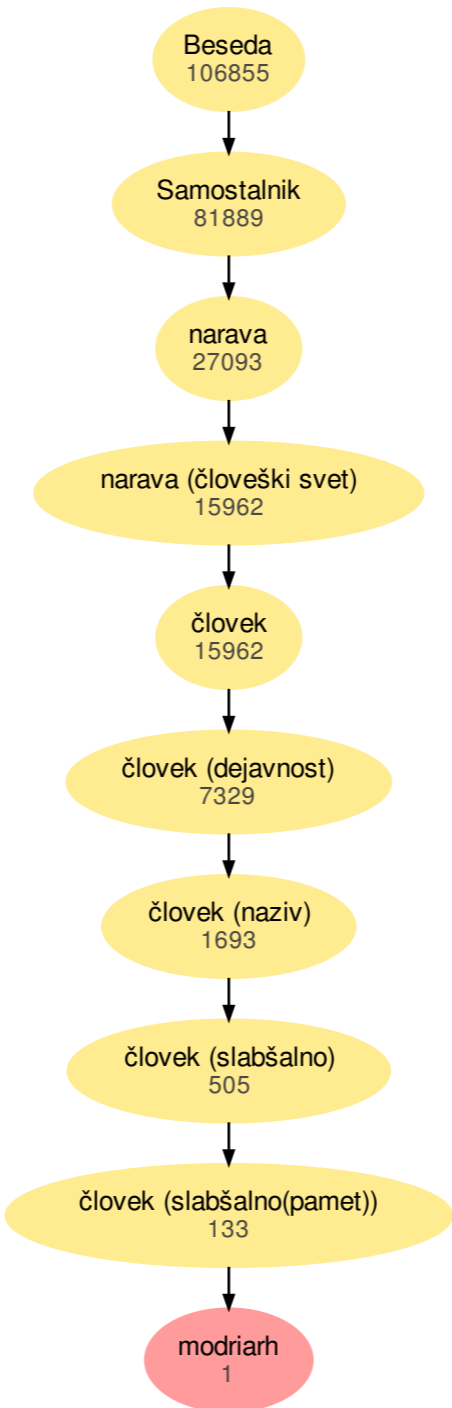 Beseda
106855
Samostalnik
81889
narava
27093
narava (človeški svet)
15962
človek
15962
človek (dejavnost)
7329
človek (naziv)
1693
človek (slabšalno)
505
človek (slabšalno(pamet))
133
modriarh
1